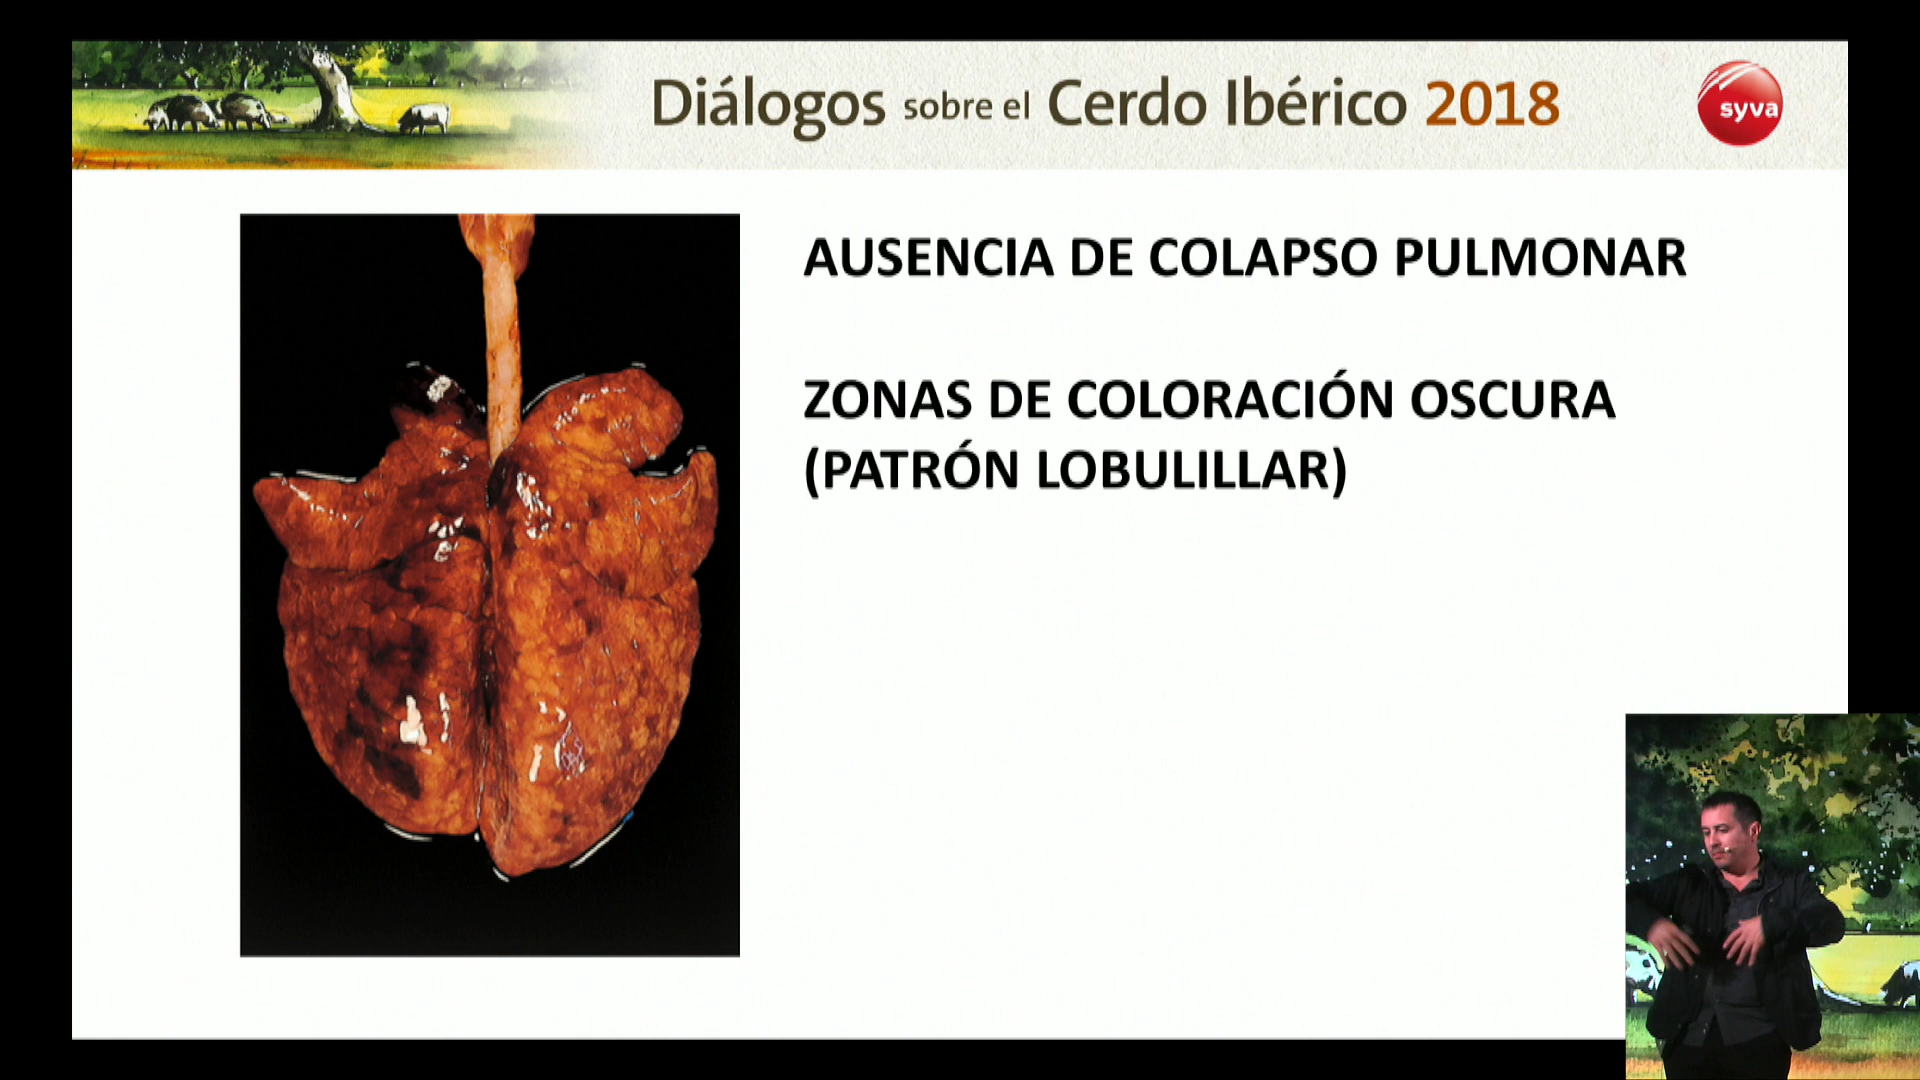 Diálogos sobre el Cerdo Ibérico 2018
syva
AUSENCIA DE COLAPSO PULMONAR
ZONAS DE COLORACIÓN OSCURA
(PATRÓN LOBULILLAR)